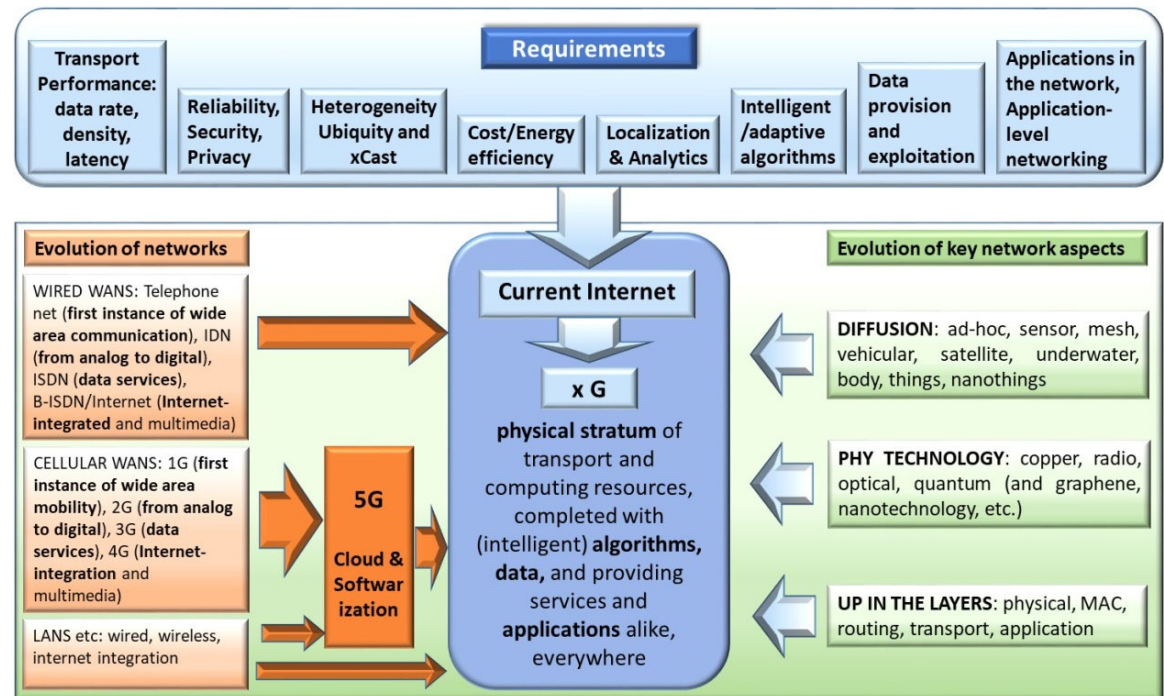 Requirements
Transport
Performance:
data rate,
density,
latency
Reliability,
Security,
Privacy
Heterogeneity
Ubiquity and
xCast
Cost/Energy
efficiency
Localization
& Analytics
Intelligent
/adaptive
algorithms
Data
provision
and
exploitation
Applications in
the network,
Application-
level
networking
Evolution of networks
WIRED WANS: Telephone
net (first instance of wide
area communication), IDN
(from analog to digital),
ISDN (data services),
B-ISDN/Internet (Internet-
integrated and multimedia)
CELLULAR WANS: 1G (first
instance of wide area
mobility), 2G (from analog
to digital), 3G (data
services), 4G (Internet-
integration and
multimedia)
LANS etc: wired, wireless,
internet integration
5G
Cloud &
Softwar
ization
Current Internet
x G
physical stratum of
transport and
computing resources,
completed with
(intelligent) algorithms,
data, and providing
services and
applications alike,
everywhere
Evolution of key network aspects
DIFFUSION: ad-hoc, sensor, mesh,
vehicular, satellite, underwater,
body, things, nanothings
PHY TECHNOLOGY: copper, radio,
optical, quantum (and graphene,
nanotechnology, etc.)
UP IN THE LAYERS: physical, MAC,
routing, transport, application